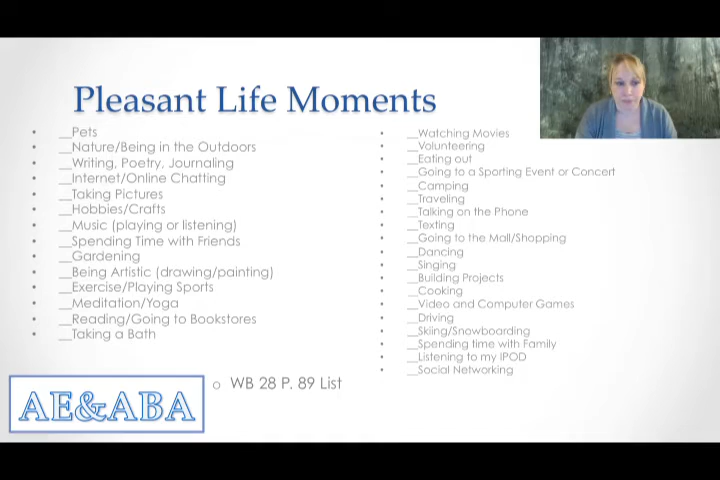 Pleasant Life Moments
__Pets
__Nature/Being in the Outdoors
__Writing, Poetry, Journaling
__Internet/Online Chatting
__Taking Pictures
__Hobbies/Crafts
__Music (playing or listening)
__Spending Time with Friends
__Gardening
__Being Artistic (drawing/painting)
__Exercise/Playing Sports
__Meditation/Yoga
__Reading/Going to Bookstores
__Taking a Bath
__Watching Movies
__Volunteering
__Eating out
__Going to a Sporting Event or Concert
__Camping
__Traveling
__Talking on the Phone
__Texting
__Going to the Mall/Shopping
__Dancing
__Singing
__Building Projects
__Cooking
__Video and Computer Games
__Driving
__Skiing/Snowboarding
__Spending time with Family
__Listening to my IPOD
__Social Networking
WB 28 P. 89 List
AE&ABA